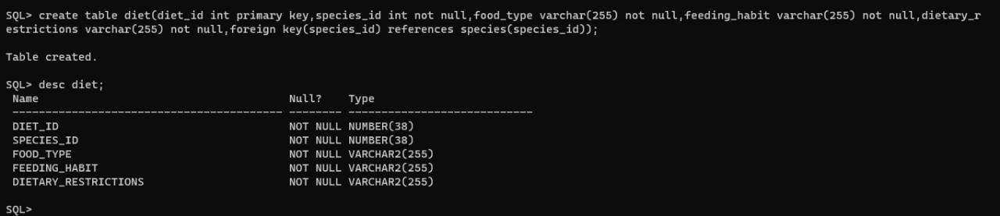 SQL> create table diet(diet_id int primary key,species_id int not null,food_type varchar(255) not null,feeding_habit varchar(255) not null,dietary_r
estrictions varchar(255) not null,foreign key(species_id) references species(species_id));
Table created.
SQL> desc diet;
Name Null? Type
----------------------------------------- -------- ----------------------------
DIET_ID NOT NULL NUMBER(38)
SPECIES_ID NOT NULL NUMBER(38)
FOOD_TYPE NOT NULL VARCHAR2(255)
FEEDING_HABIT NOT NULL VARCHAR2(255)
DIETARY_RESTRICTIONS NOT NULL VARCHAR2(255)
SQL>